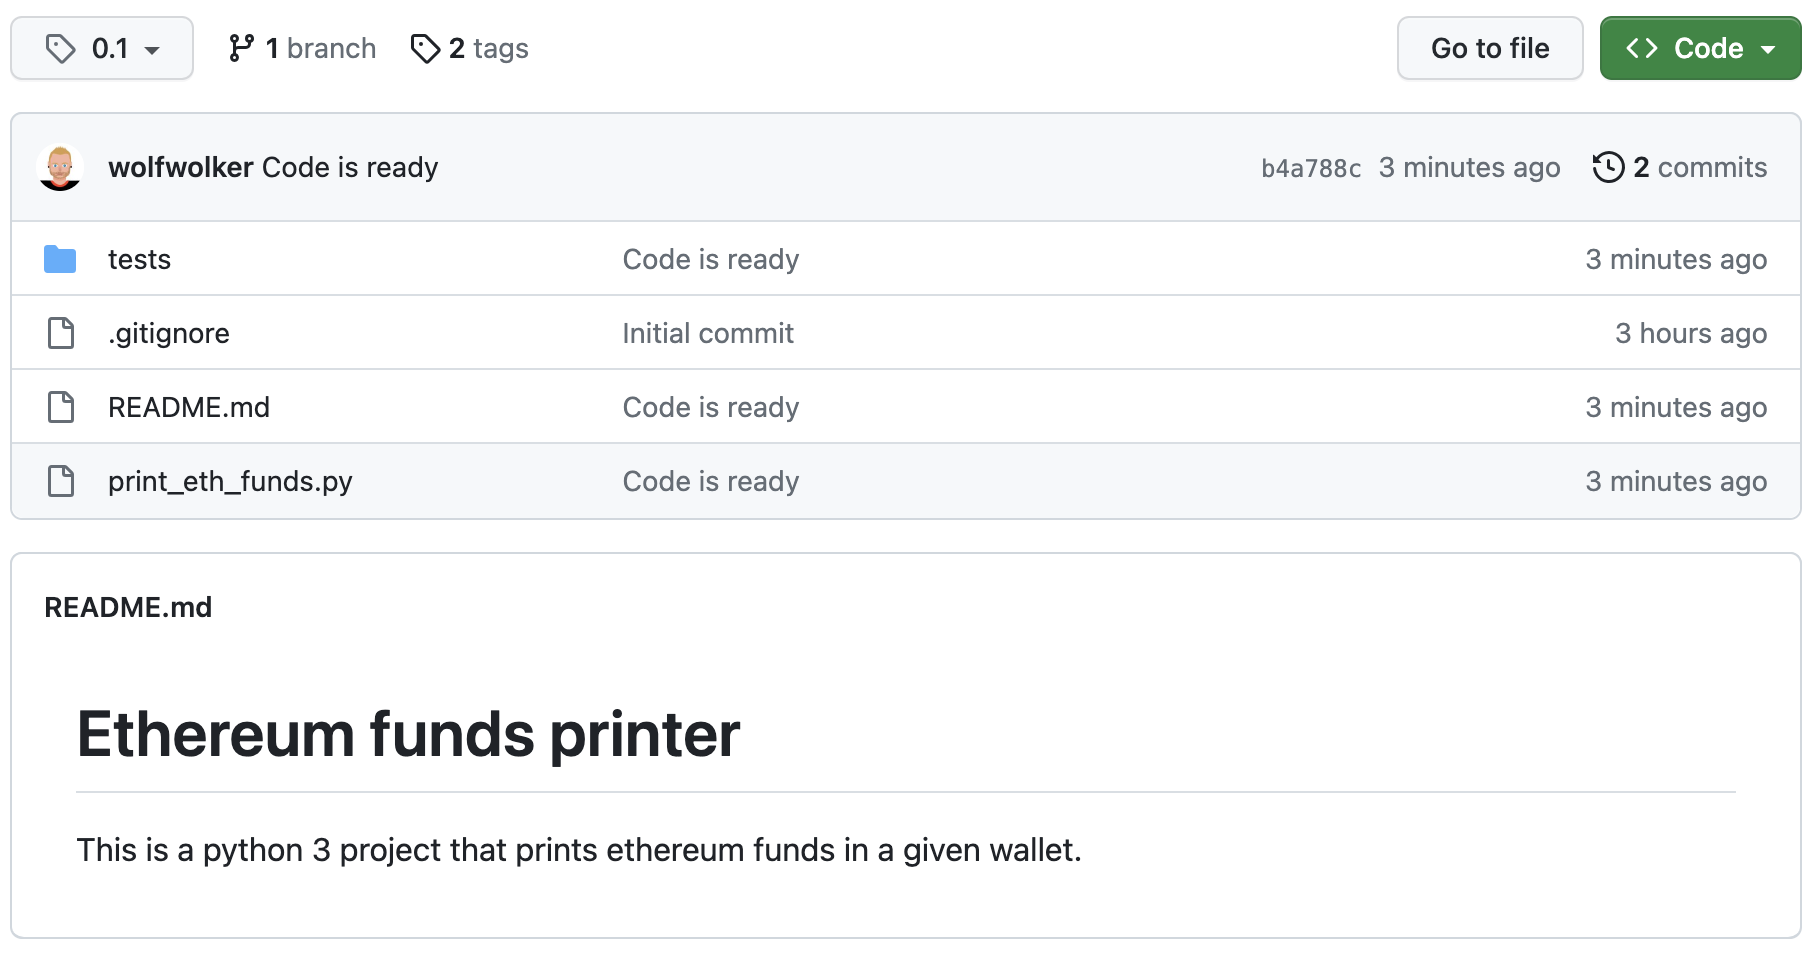 0.1 1 branch 2 tags Go to file Code
wolfwolker Code is ready b4a788c 3 minutes ago 2 commits
tests Code is ready 3 minutes ago
.gitignore Initial commit 3 hours ago
README.md Code is ready 3 minutes ago
print_eth_funds.py Code is ready 3 minutes ago
README.md
Ethereum funds printer
This is a python 3 project that prints ethereum funds in a given wallet.